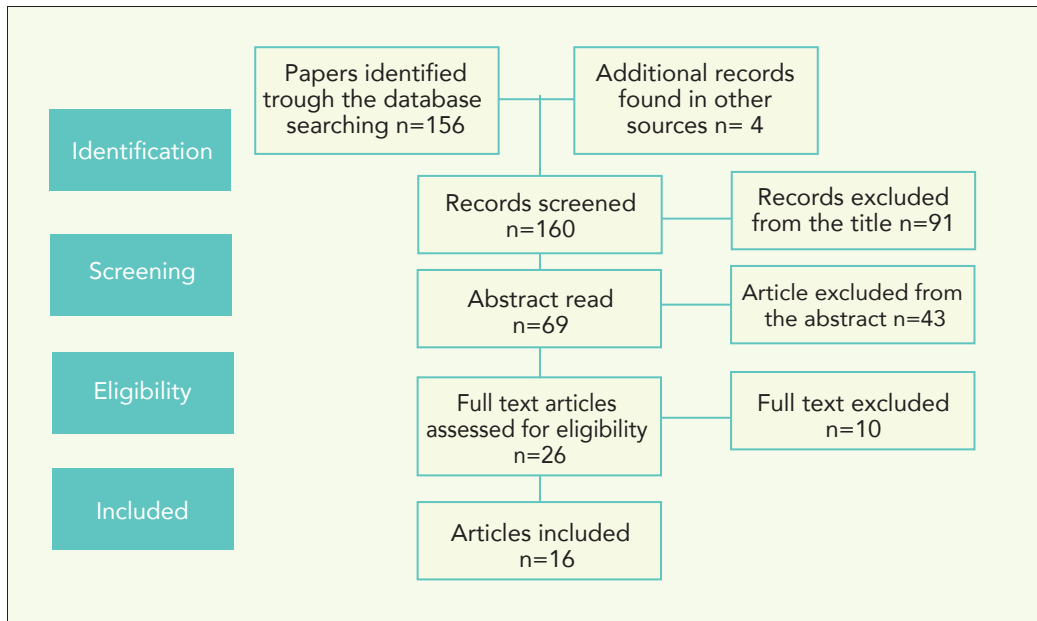 Papers identified
trough the database
searching n=156
Additional records
found in other
sources n= 4
Identification
Records screened
n=160
Records excluded
from the title n=91
Screening
Abstract read
n=69
Article excluded from
the abstract n=43
Eligibility
Full text articles
assessed for eligibility
n=26
Full text excluded
n=10
Included
Articles included
n=16